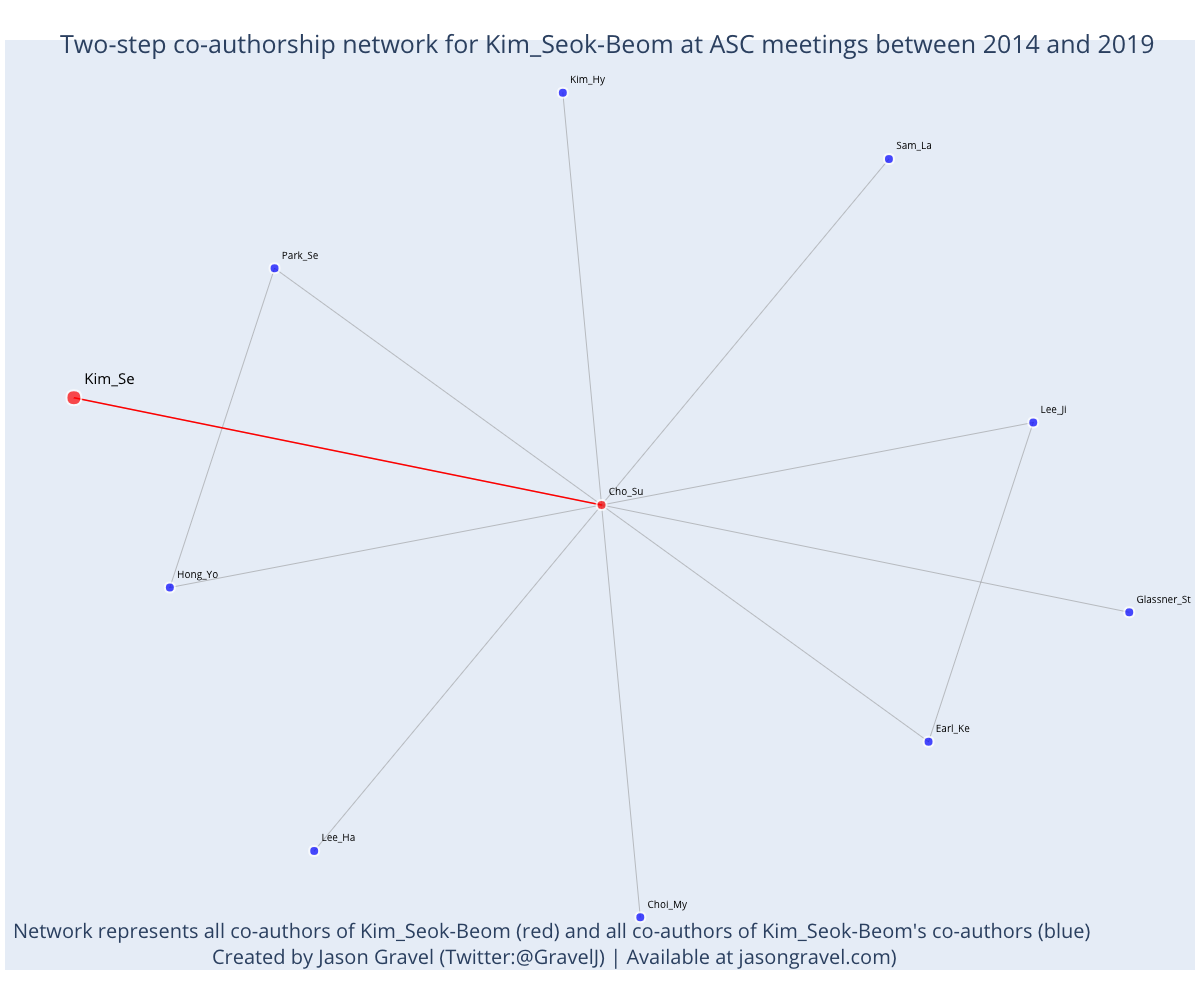 Two-step co-authorship network for Kim_Seok-Beom at ASC meetings between 2014 and 2019
Kim_Hy
Sam_La
Park_Se
Kim_Se
Lee_Ji
Cho_Su
Hong_Yo
Glassner_St
Earl_Ke
Lee_Ha
Choi_My
Network represents all co-authors of Kim_Seok-Beom (red) and all co-authors of Kim_Seok-Beom's co-authors (blue)
Created by Jason Gravel (Twitter:@GravelJ) | Available at jasongravel.com)